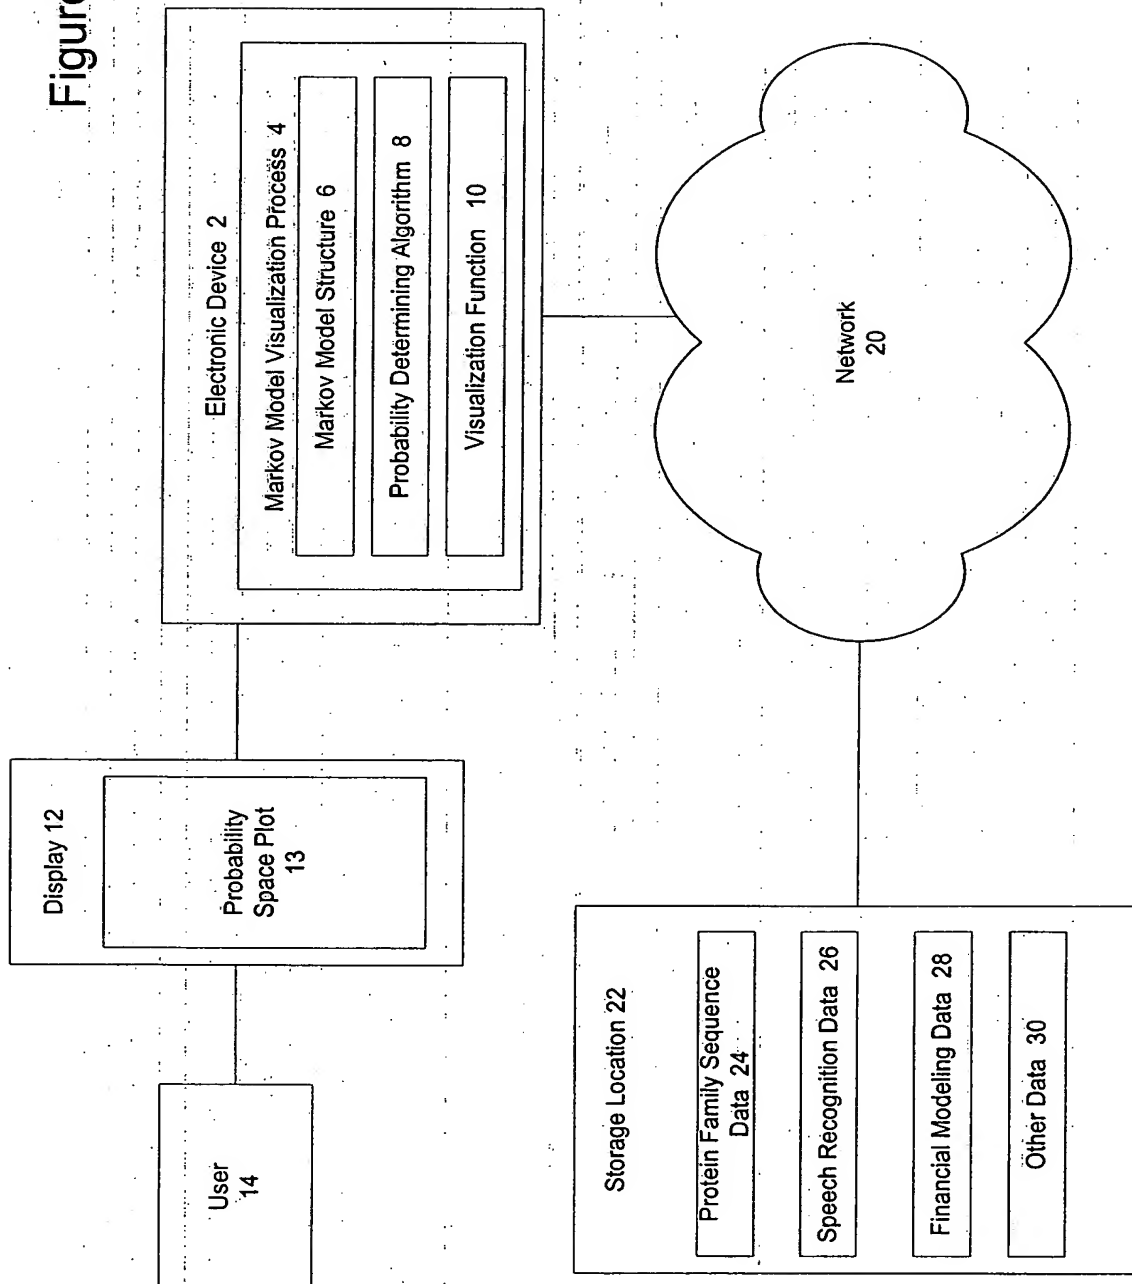 Figure
Electronic Device 2
Markov Model Visualization Process 4
Markov Model Structure 6
Probability Determining Algorithm 8
Visualization Function 10
Display 12
Probability
Space Plot
13
User
14
Network
20
Storage Location 22
Protein Family Sequence
Data 24
Speech Recognition Data 26
Financial Modeling Data 28
Other Data 30